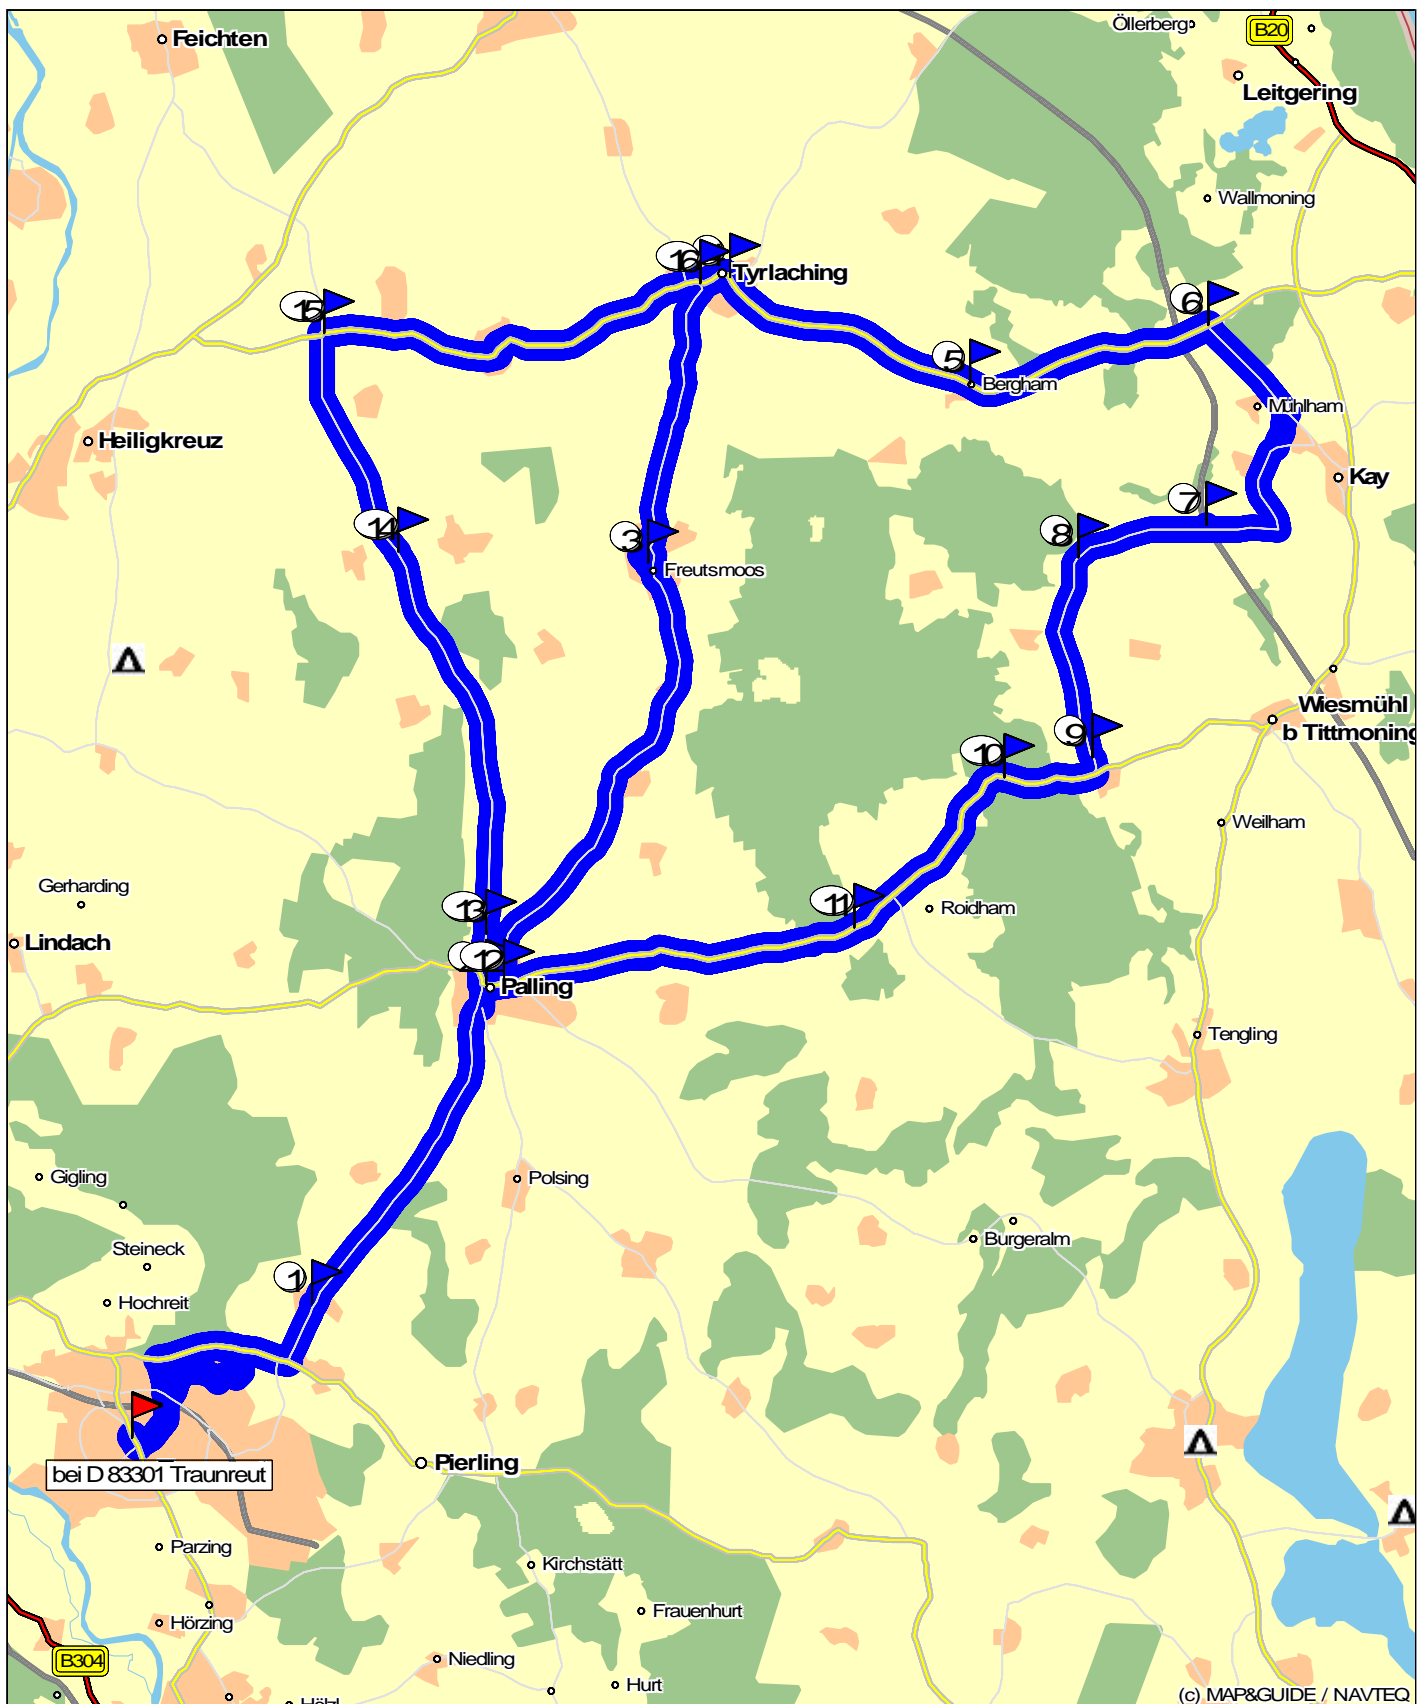 Feichten
Öllerberg
B20
Leitgering
Wallmoning
16
Tyrlaching
15
6
5
Bergham
Mühlham
Heiligkreuz
Kay
7
14
8
3
Freutsmoos
Wiesmühl
b Tittmoning
9
10
Weilham
Gerharding
13
11
Roidham
Lindach
12
Palling
Tengling
Gigling
Polsing
Steineck
Burgeralm
1
Hochreit
bei D 83301 Traunreut
Pierling
Parzing
Kirchstätt
Hörzing
Frauenhurt
B304
Niedling
Hurt
(c) MAP&GUIDE / NAVTEQ